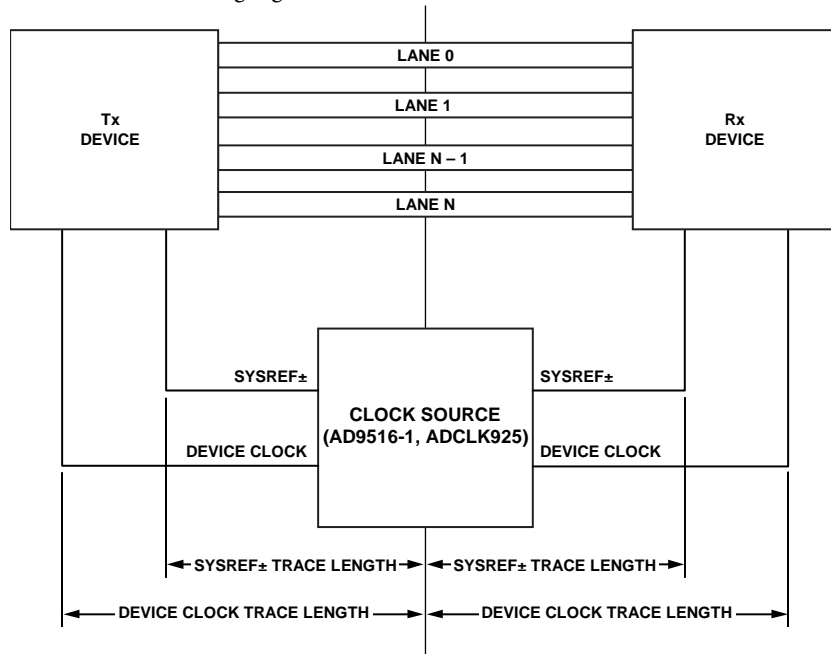 LANE 0
LANE 1
LANE N – 1
LANE N
Tx
DEVICE
Rx
DEVICE
SYSREF±
SYSREF±
CLOCK SOURCE
(AD9516-1, ADCLK925)
DEVICE CLOCK
DEVICE CLOCK
SYSREF± TRACE LENGTH
SYSREF± TRACE LENGTH
DEVICE CLOCK TRACE LENGTH
DEVICE CLOCK TRACE LENGTH